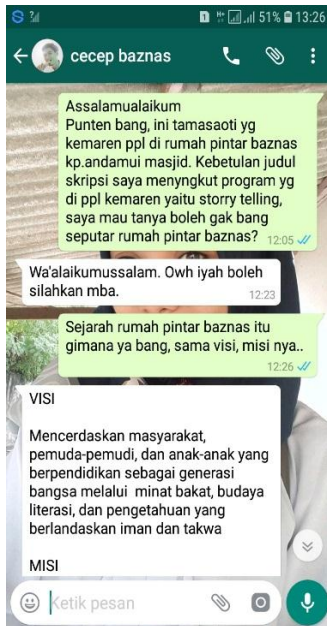 51% 13:26
cecep baznas
Assalamualaikum
Punten bang, ini tamasaoti yg
kemaren ppl di rumah pintar baznas
kp.andamui masjid. Kebetulan judul
skripsi saya menyngkut program yg
di ppl kemaren yaitu storry telling,
saya mau tanya boleh gak bang
seputar rumah pintar baznas? 12:05
Wa'alaikumussalam. Owh iyah boleh
silahkan mba. 12:23
Sejarah rumah pintar baznas itu
gimana ya bang, sama visi, misi nya..
12:26
VISI
Mencerdaskan masyarakat,
pemuda-pemudi, dan anak-anak yang
berpendidikan sebagai generasi
bangsa melalui minat bakat, budaya
literasi, dan pengetahuan yang
berlandaskan iman dan takwa
MISI
Ketik pesan